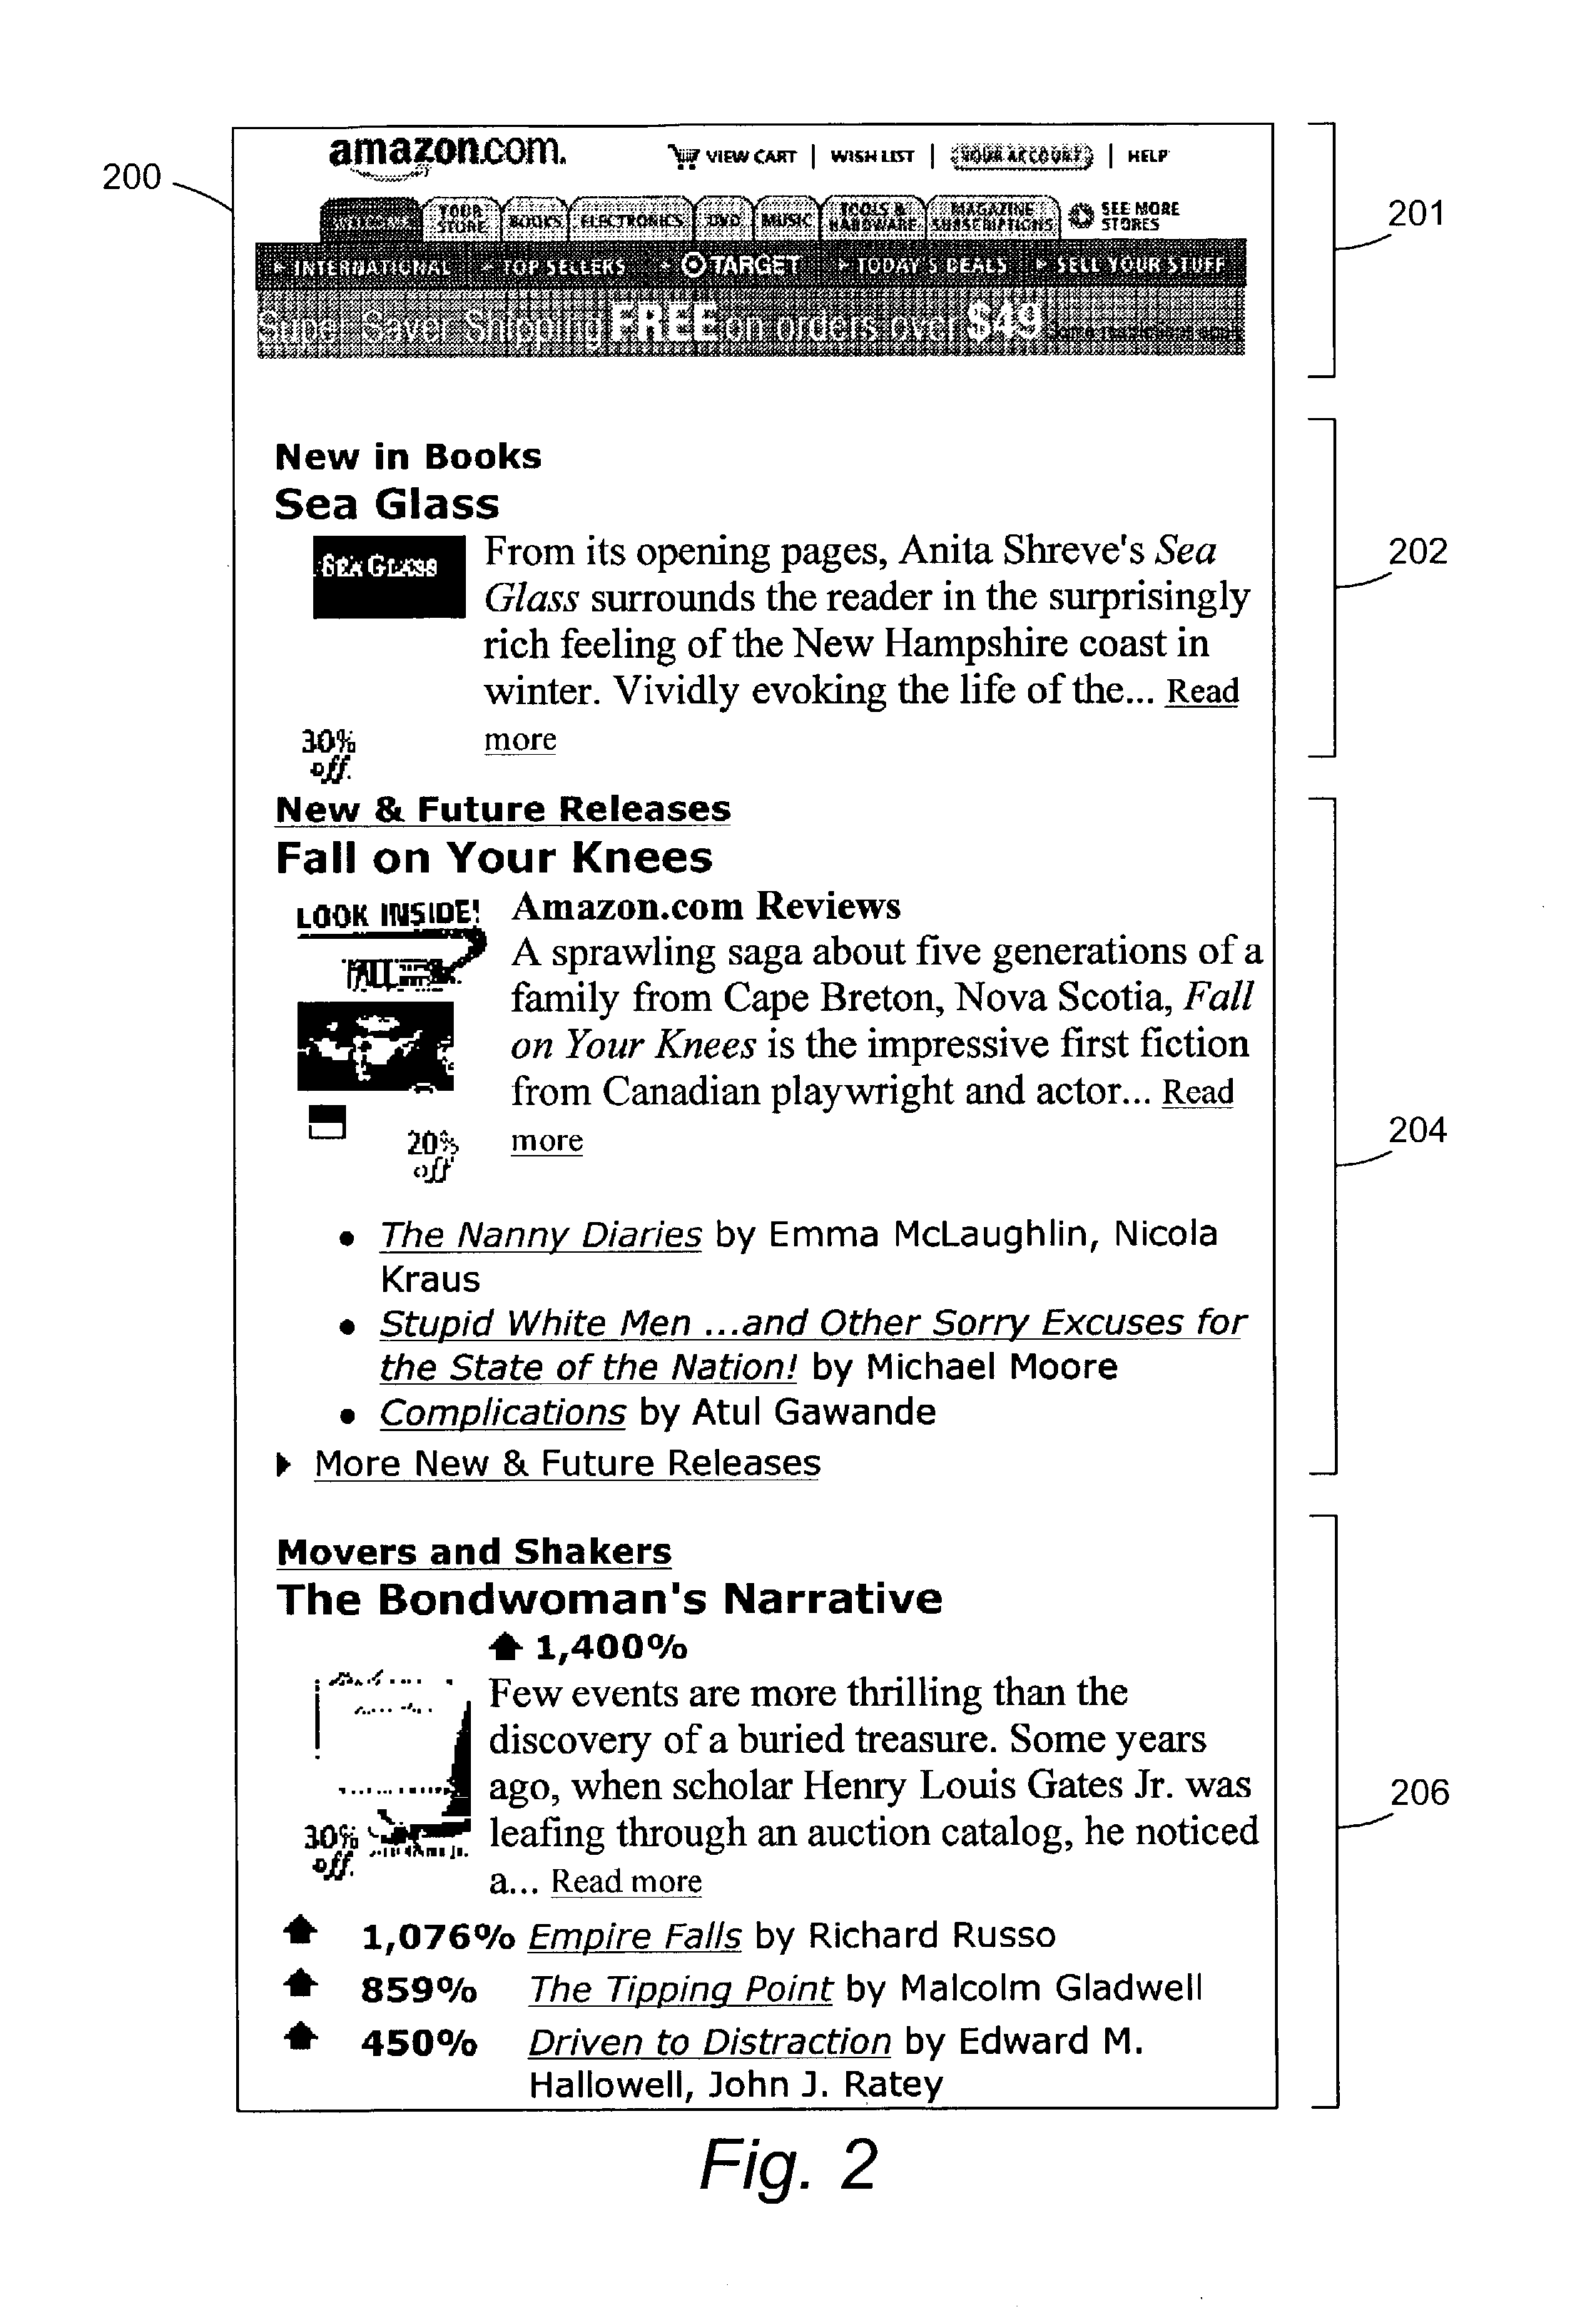 200
amazon.com.
VIEW CART | WISH LIST | YOUR ACCOUNT | HELP
WELCOME
YOUR STORE
BOOKS
ELECTRONICS
DVD
MUSIC
TOOLS & HARDWARE
MAGAZINE SUBSCRIPTIONS
SEE MORE STORES
INTERNATIONAL TOP SELLERS TARGET TODAY'S DEALS SELL YOUR STUFF
Super Saver Shipping FREE on orders over $49
201
New in Books
Sea Glass
SEA GLASS
From its opening pages, Anita Shreve's Sea
Glass surrounds the reader in the surprisingly
rich feeling of the New Hampshire coast in
winter. Vividly evoking the life of the... Read
more
30%
off.
202
New & Future Releases
Fall on Your Knees
LOOK INSIDE!
FALL
Amazon.com Reviews
A sprawling saga about five generations of a
family from Cape Breton, Nova Scotia, Fall
on Your Knees is the impressive first fiction
from Canadian playwright and actor... Read
more
20%
off
• The Nanny Diaries by Emma McLaughlin, Nicola
Kraus
• Stupid White Men ...and Other Sorry Excuses for
the State of the Nation! by Michael Moore
• Complications by Atul Gawande
More New & Future Releases
204
Movers and Shakers
The Bondwoman's Narrative
1,400%
Few events are more thrilling than the
discovery of a buried treasure. Some years
ago, when scholar Henry Louis Gates Jr. was
leafing through an auction catalog, he noticed
a... Read more
30%
off.
1,076% Empire Falls by Richard Russo
859% The Tipping Point by Malcolm Gladwell
450% Driven to Distraction by Edward M.
Hallowell, John J. Ratey
206
Fig. 2